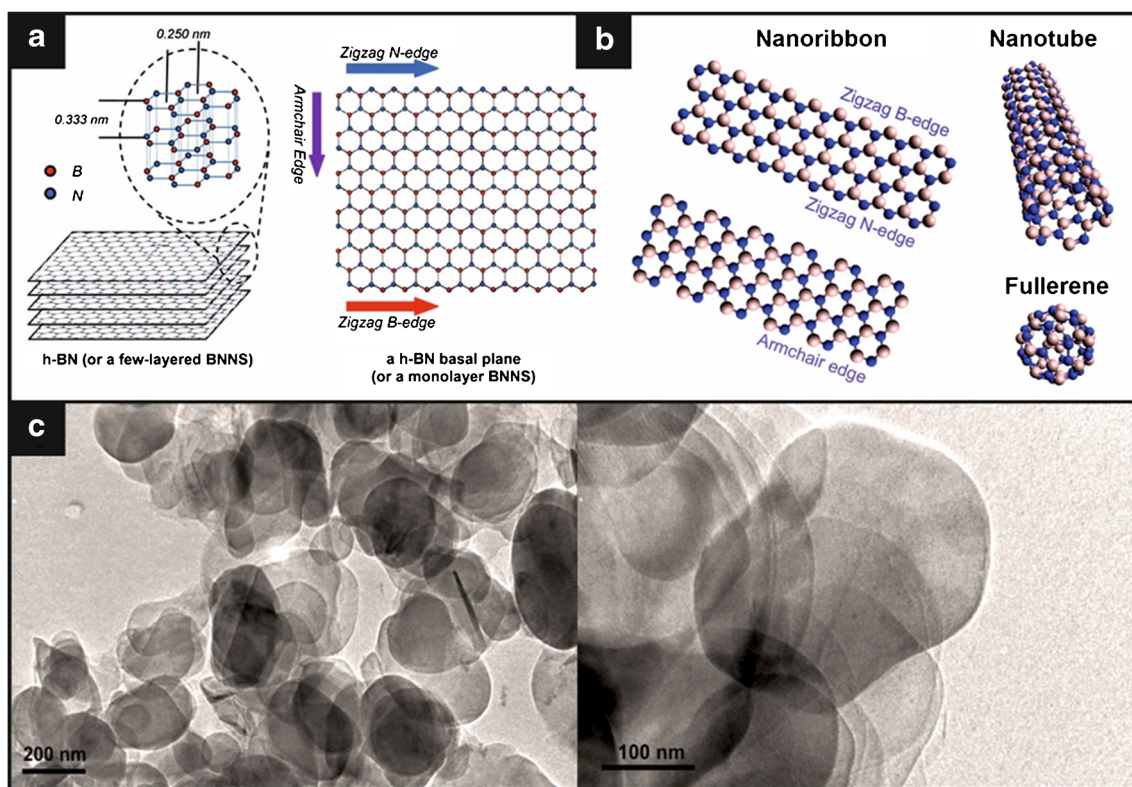 a
0.250 nm
0.333 nm
B
N
h-BN (or a few-layered BNNS)
Zigzag N-edge
Armchair Edge
Zigzag B-edge
a h-BN basal plane
(or a monolayer BNNS)
b
Nanoribbon
Zigzag B-edge
Zigzag N-edge
Armchair edge
Nanotube
Fullerene
c
200 nm
100 nm